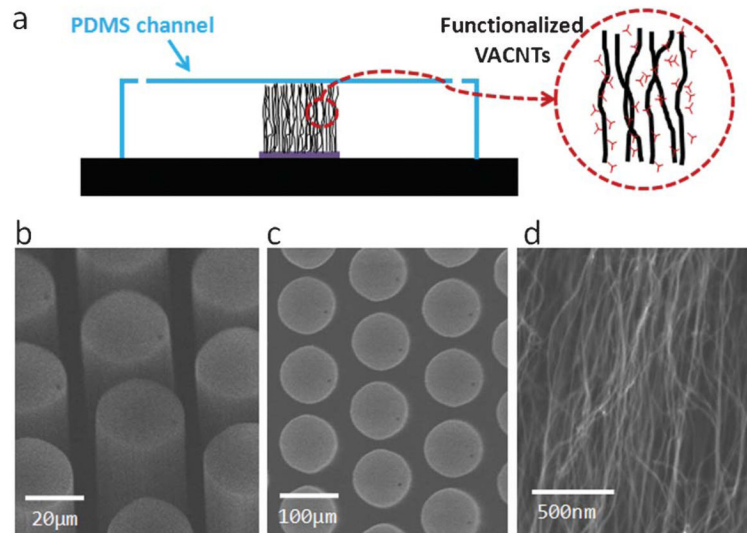 a
PDMS channel
Functionalized
VACNTs
b
c
d
20μm
100μm
500nm